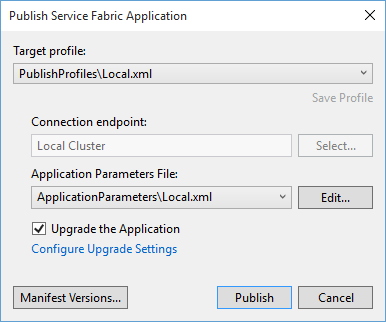 Publish Service Fabric Application
Target profile:
PublishProfiles\Local.xml
Save Profile
Connection endpoint:
Local Cluster
Select...
Application Parameters File:
ApplicationParameters\Local.xml
Edit...
Upgrade the Application
Configure Upgrade Settings
Manifest Versions...
Publish
Cancel